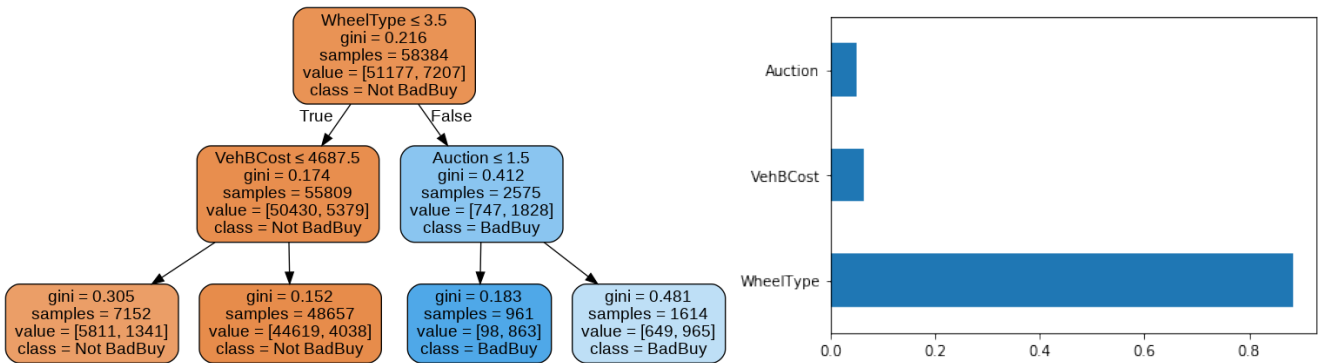 WheelType ≤ 3.5
gini = 0.216
samples = 58384
value = [51177, 7207]
class = Not BadBuy
True
False
VehBCost ≤ 4687.5
gini = 0.174
samples = 55809
value = [50430, 5379]
class = Not BadBuy
Auction ≤ 1.5
gini = 0.412
samples = 2575
value = [747, 1828]
class = BadBuy
gini = 0.305
samples = 7152
value = [5811, 1341]
class = Not BadBuy
gini = 0.152
samples = 48657
value = [44619, 4038]
class = Not BadBuy
gini = 0.183
samples = 961
value = [98, 863]
class = BadBuy
gini = 0.481
samples = 1614
value = [649, 965]
class = BadBuy
Auction
VehBCost
WheelType
0.0 0.2 0.4 0.6 0.8